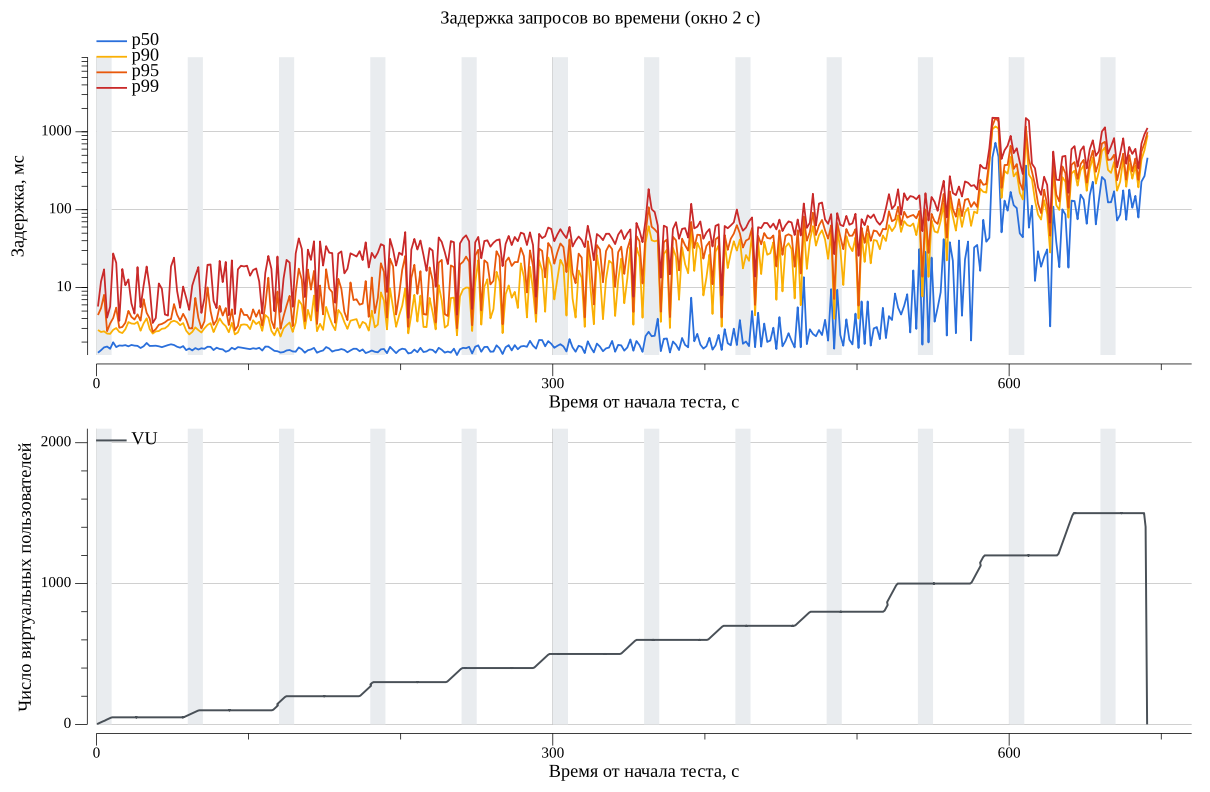 Задержка запросов во времени (окно 2 с)
p50
p90
p95
p99
1000
100
10
Задержка, мс
0
300
600
Время от начала теста, с
VU
2000
1000
0
Число виртуальных пользователей
0
300
600
Время от начала теста, с